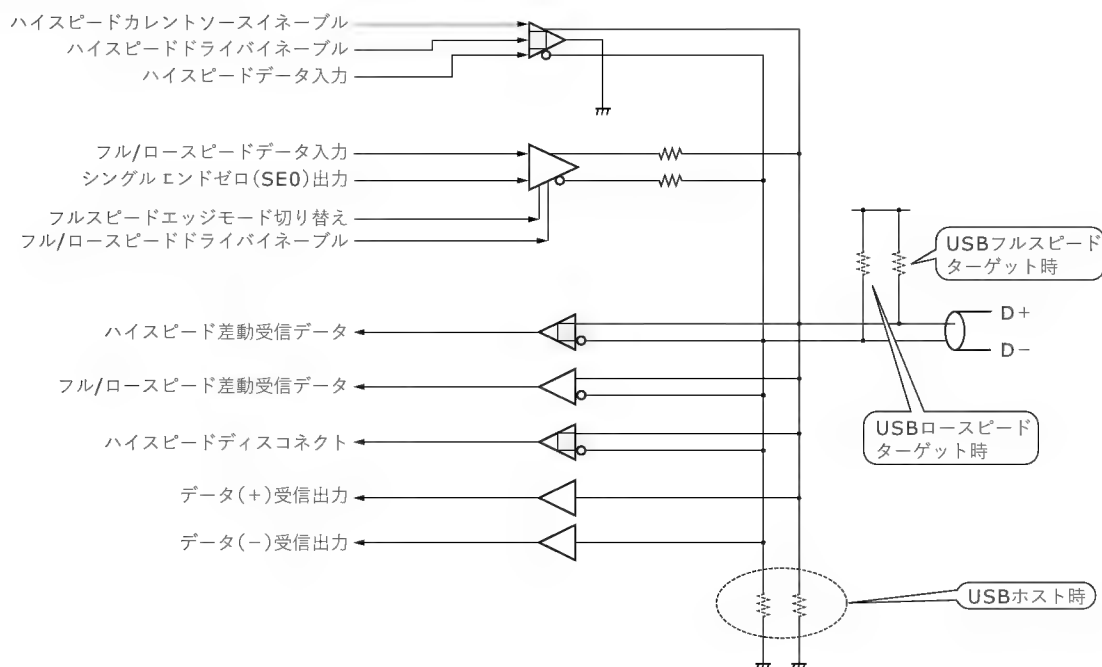 ハイスピードカレントソースイネーブル
ハイスピードドライバイネーブル
ハイスピードデータ入力
フル/ロースピードデータ入力
シングルエンドゼロ(SE0)出力
フルスピードエッジモード切り替え
フル/ロースピードドライバイネーブル
USBフルスピード
ターゲット時
ハイスピード差動受信データ
D+
D−
フル/ロースピード差動受信データ
USBロースピード
ターゲット時
ハイスピードディスコネクト
データ(+)受信出力
データ(−)受信出力
USBホスト時